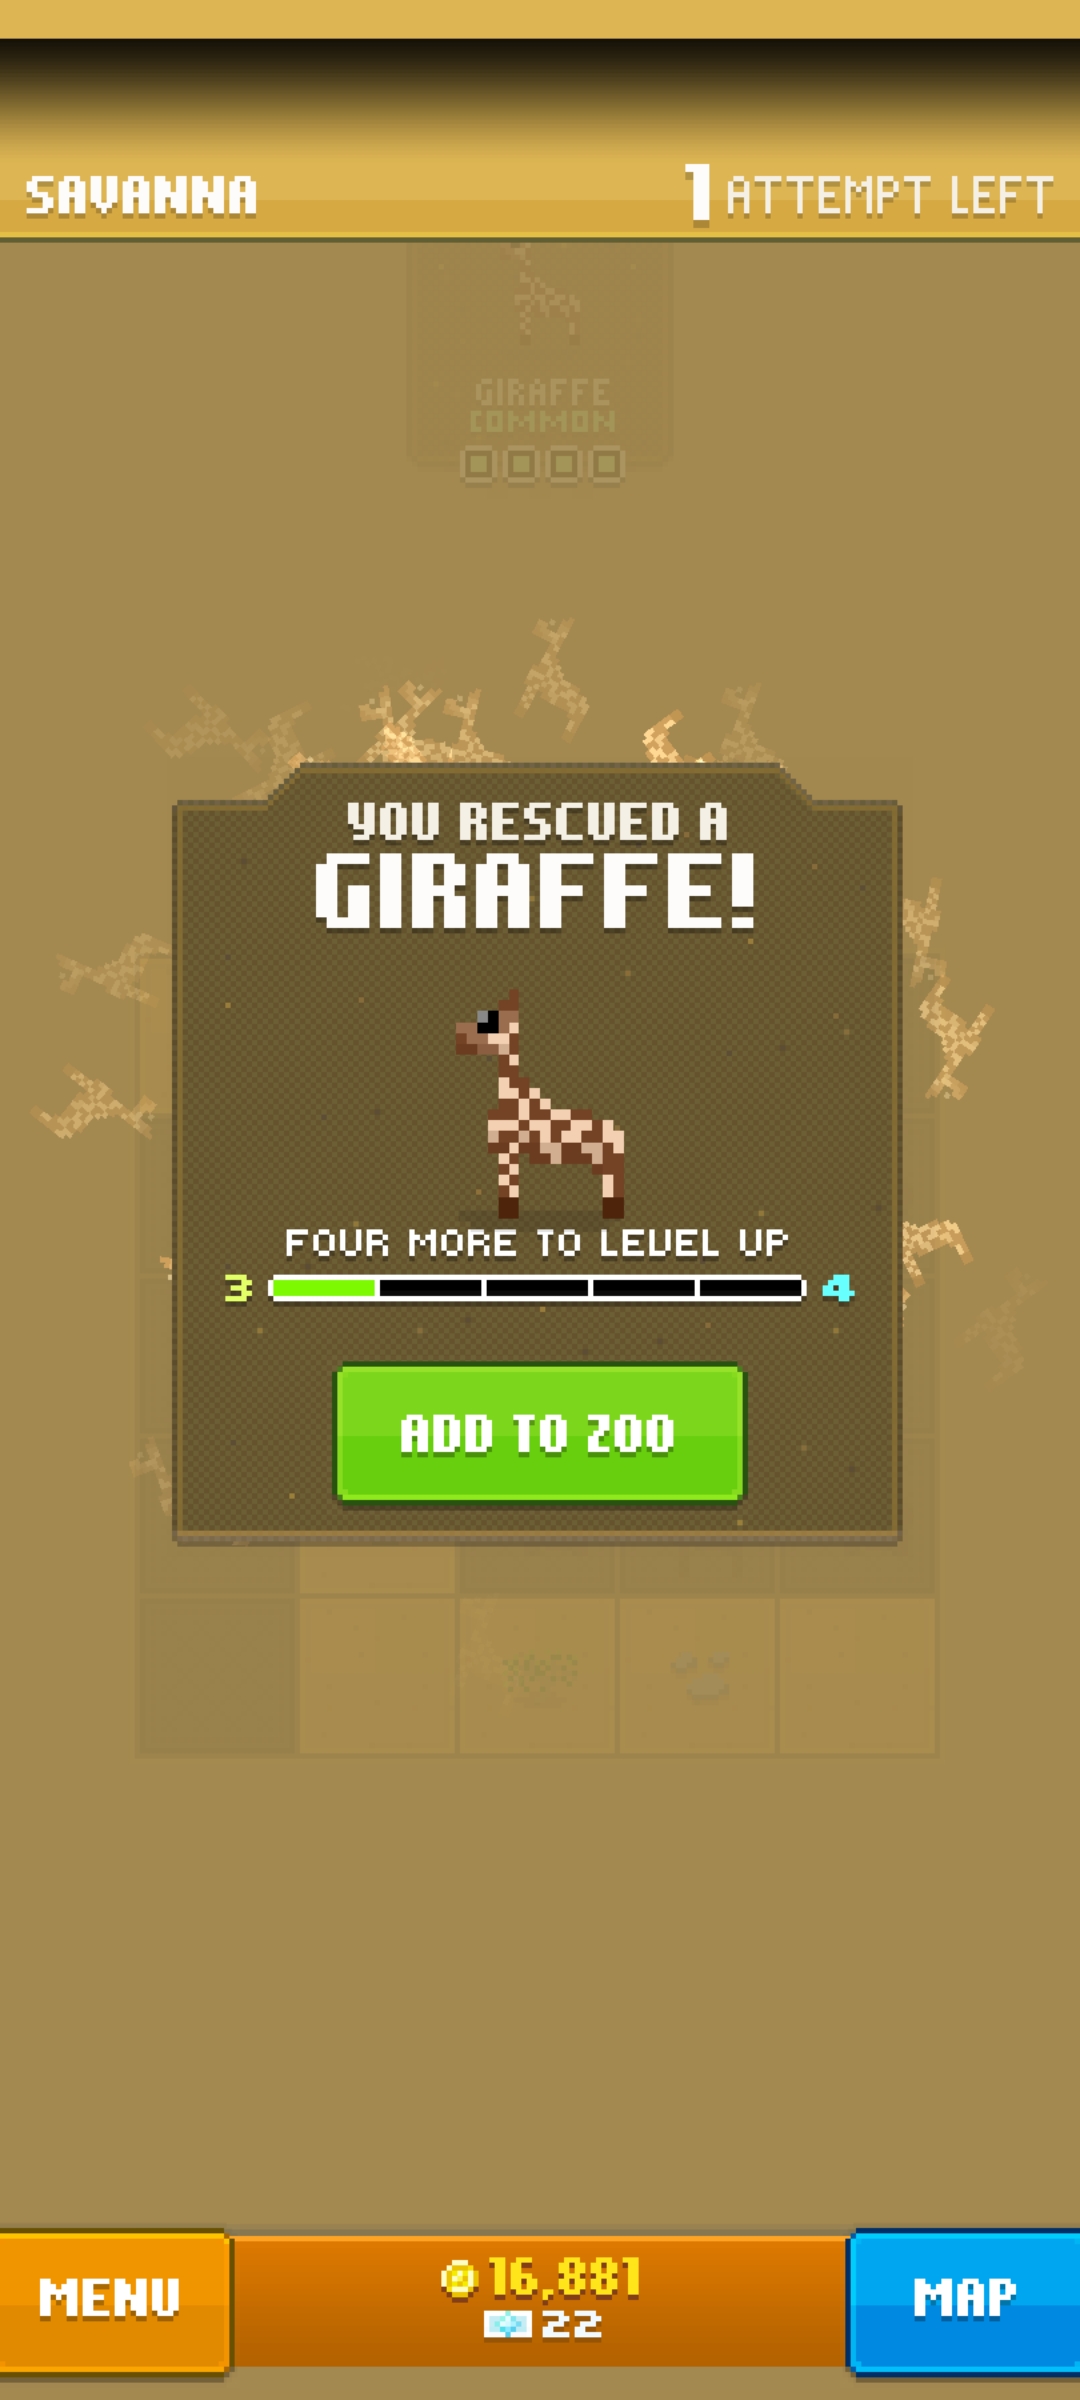 SAVANNA
1 ATTEMPT LEFT
GIRAFFE
COMMON
YOU RESCUED A
GIRAFFE!
FOUR MORE TO LEVEL UP
3 4
ADD TO ZOO
MENU
16,881
22
MAP